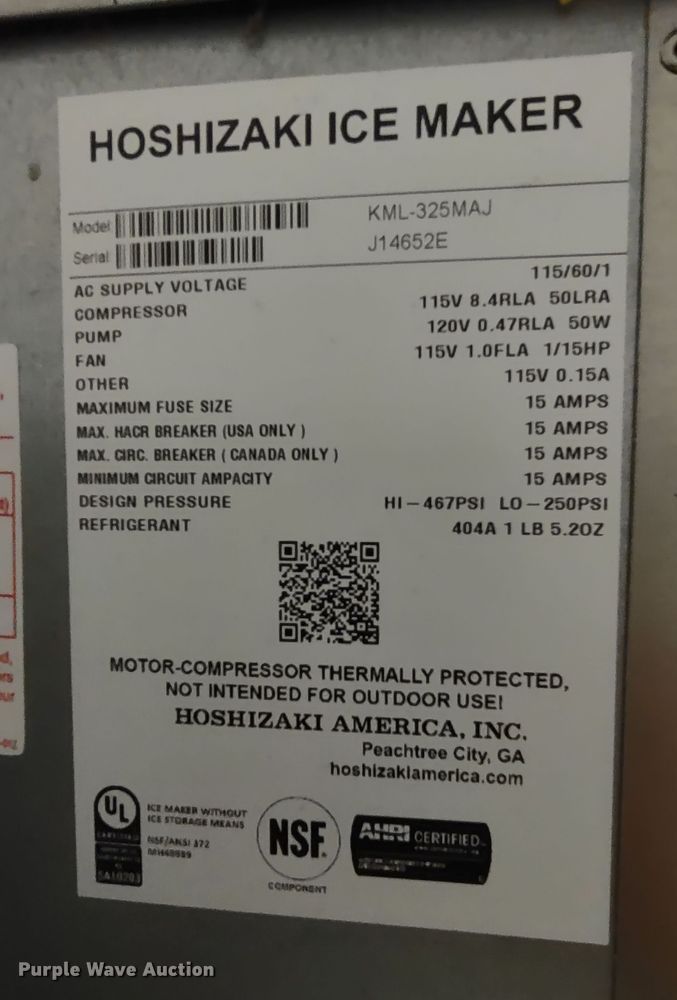 HOSHIZAKI ICE MAKER
Model KML-325MAJ
Serial J14652E
AC SUPPLY VOLTAGE 115/60/1
COMPRESSOR 115V 8.4RLA 50LRA
PUMP 120V 0.47RLA 50W
FAN 115V 1.0FLA 1/15HP
OTHER 115V 0.15A
MAXIMUM FUSE SIZE 15 AMPS
MAX. HACR BREAKER (USA ONLY ) 15 AMPS
MAX. CIRC. BREAKER ( CANADA ONLY ) 15 AMPS
MINIMUM CIRCUIT AMPACITY 15 AMPS
DESIGN PRESSURE HI-467PSI LO-250PSI
REFRIGERANT 404A 1 LB 5.2OZ
MOTOR-COMPRESSOR THERMALLY PROTECTED,
NOT INTENDED FOR OUTDOOR USE!
HOSHIZAKI AMERICA, INC.
Peachtree City, GA
hoshizakiamerica.com
UL
ICE MAKER WITHOUT
ICE STORAGE MEANS
NSF/ANSI
SA10203
NSF.
COMPONENT
AHRI CERTIFIED
Purple Wave Auction